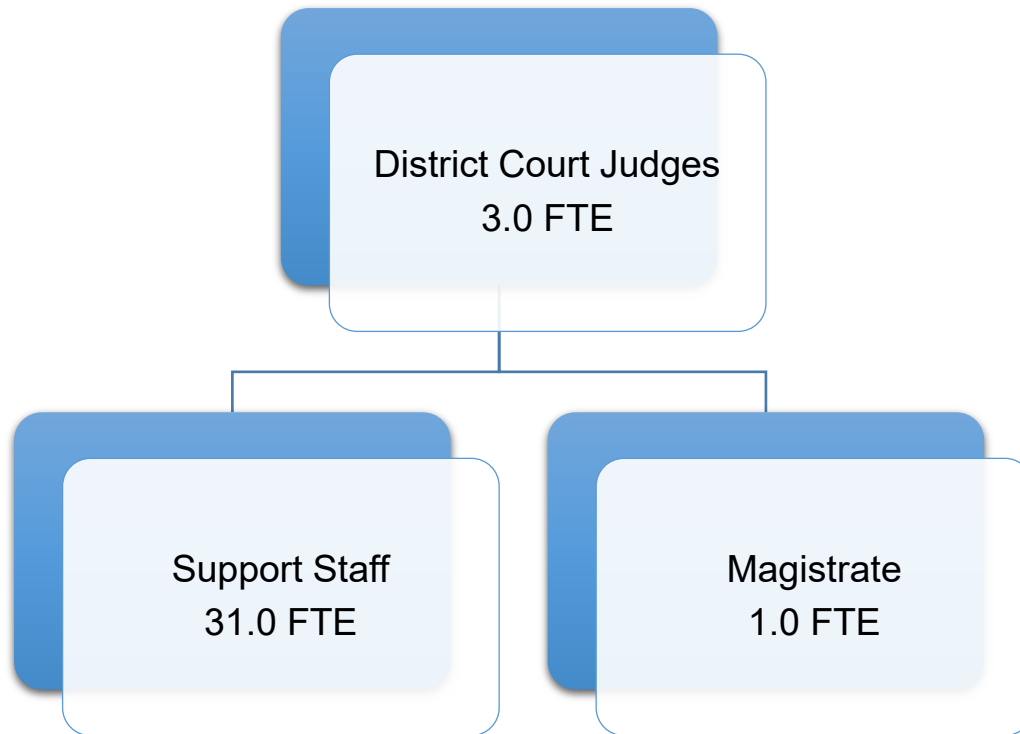 District Court Judges
3.0 FTE
Support Staff
31.0 FTE
Magistrate
1.0 FTE